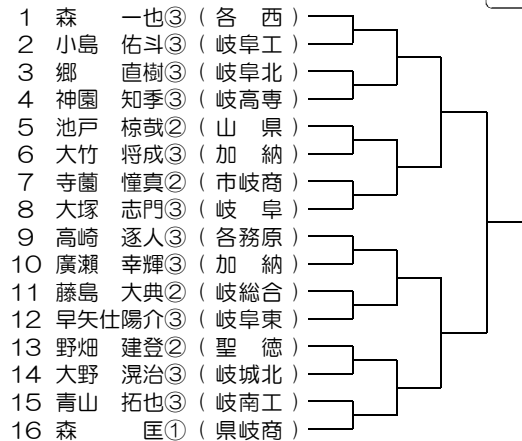 1 森 一也③ ( 各 西 )
2 小島 佑斗③ ( 岐阜工 )
3 郷 直樹③ ( 岐阜北 )
4 神園 知季③ ( 岐高専 )
5 池戸 椋哉② ( 山 県 )
6 大竹 将成③ ( 加 納 )
7 寺薗 憧真② ( 市岐商 )
8 大塚 志門③ ( 岐 阜 )
9 高崎 逐人③ ( 各務原 )
10 廣瀬 幸輝③ ( 加 納 )
11 藤島 大典② ( 岐総合 )
12 早矢仕陽介③ ( 岐阜東 )
13 野畑 建登② ( 聖 徳 )
14 大野 滉治③ ( 岐城北 )
15 青山 拓也③ ( 岐南工 )
16 森 匡① ( 県岐商 )